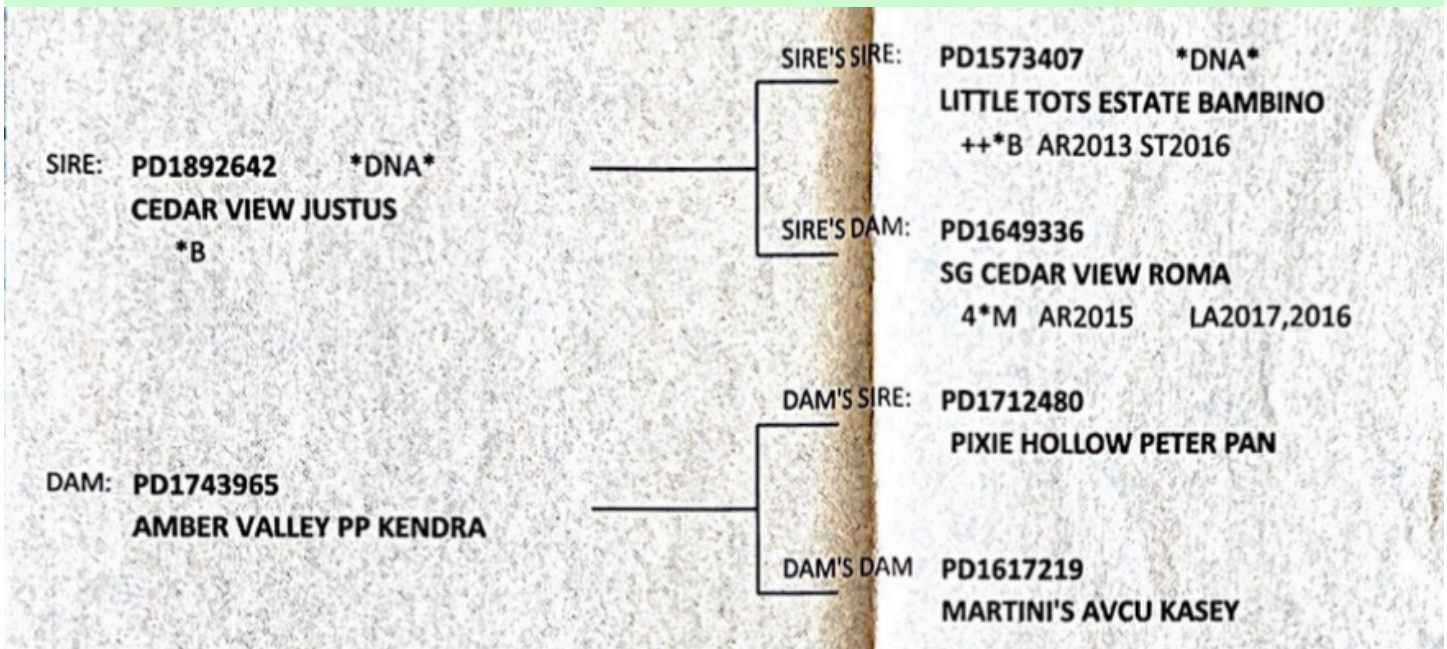 SIRE: PD1892642 *DNA*
CEDAR VIEW JUSTUS
*B
SIRE'S SIRE: PD1573407 *DNA*
LITTLE TOTS ESTATE BAMBINO
++*B AR2013 ST2016
SIRE'S DAM: PD1649336
SG CEDAR VIEW ROMA
4*M AR2015 LA2017,2016
DAM: PD1743965
AMBER VALLEY PP KENDRA
DAM'S SIRE: PD1712480
PIXIE HOLLOW PETER PAN
DAM'S DAM PD1617219
MARTINI'S AVCU KASEY